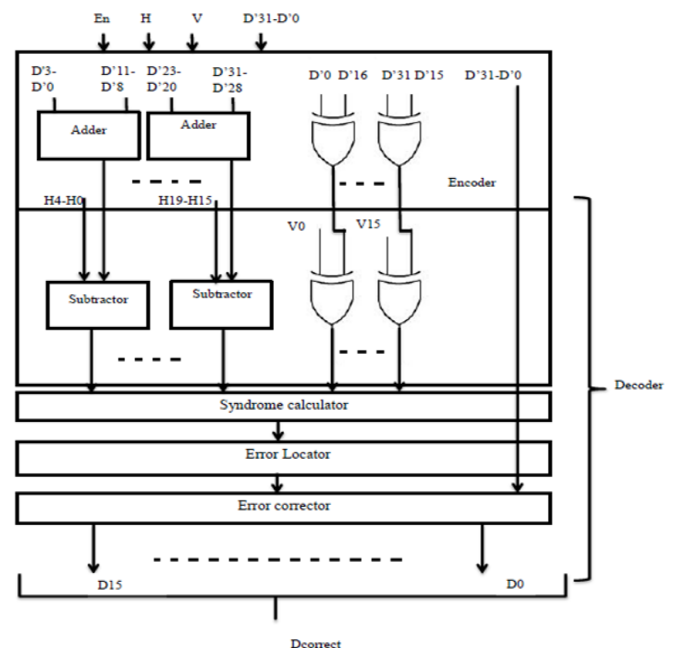 En H V D'31-D'0
D'3-D'0 D'11-D'8 D'23-D'20 D'31-D'28 D'0 D'16 D'31 D'15 D'31-D'0
Adder Adder
Encoder
H4-H0 H19-H15
V0 V15
Subtractor Subtractor
Decoder
Syndrome calculator
Error Locator
Error corrector
D15 D0
Dcorrect